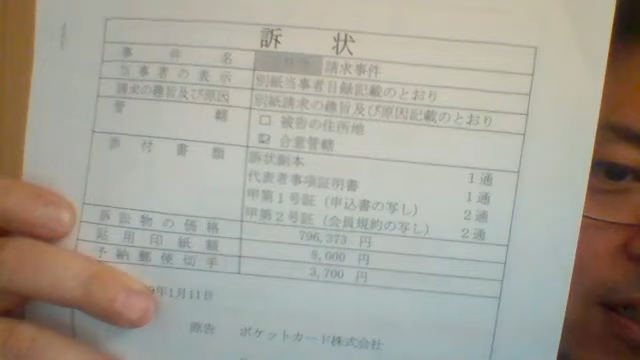 訴状
事件名 請求事件
当事者の表示 別紙当事者目録記載のとおり
請求の趣旨及び原因 別紙請求の趣旨及び原因記載のとおり
管轄 □ 被告の住所地
☑ 合意管轄
添付書類 訴状副本 1通
代表者事項証明書 1通
甲第1号証(申込書の写し) 2通
甲第2号証(会員規約の写し) 2通
訴訟物の価格 796,373 円
貼用印紙額 8,000 円
予納郵便切手 3,700 円
年1月11日
原告 ポケットカード株式会社